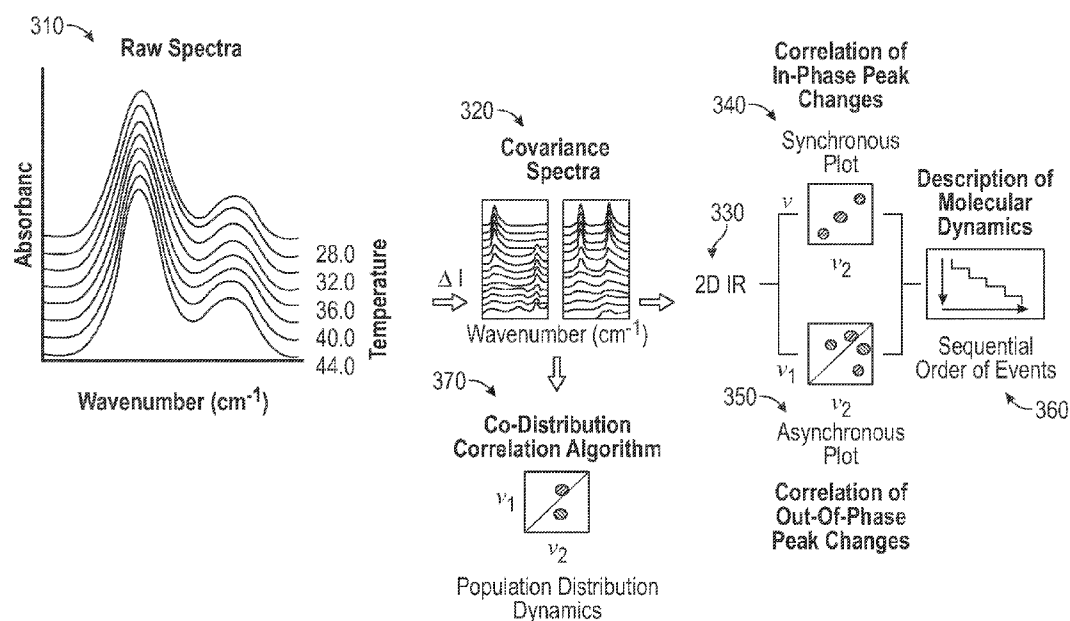 310
Raw Spectra
Absorbanc
28.0
32.0
36.0
40.0
44.0
Temperature
Wavenumber (cm-1)
320
Covariance
Spectra
Δ I
Wavenumber (cm-1)
370
Co-Distribution
Correlation Algorithm
ν1
ν2
Population Distribution
Dynamics
330
2D IR
Correlation of
In-Phase Peak
Changes
340
Synchronous
Plot
ν
ν2
ν1
ν2
350
Asynchronous
Plot
Correlation of
Out-Of-Phase
Peak Changes
Description of
Molecular
Dynamics
Sequential
Order of Events
360